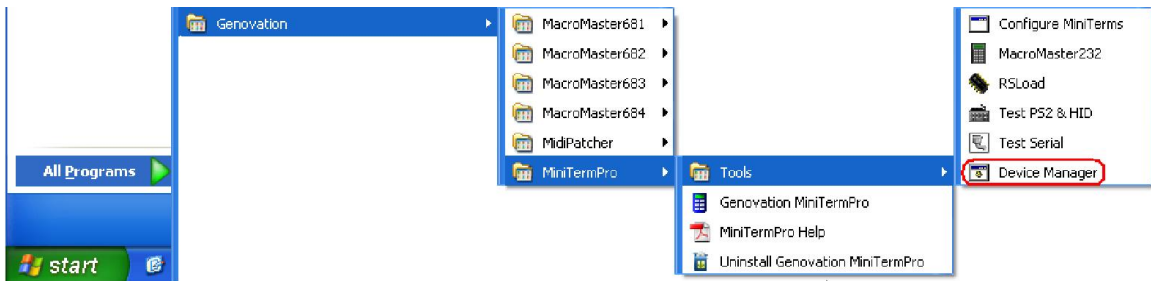 All Programs
start
Genovation
MacroMaster681
MacroMaster682
MacroMaster683
MacroMaster684
MidiPatcher
MiniTermPro
Tools
Genovation MiniTermPro
MiniTermPro Help
Uninstall Genovation MiniTermPro
Configure MiniTerms
MacroMaster232
RSLoad
Test PS2 & HID
Test Serial
Device Manager